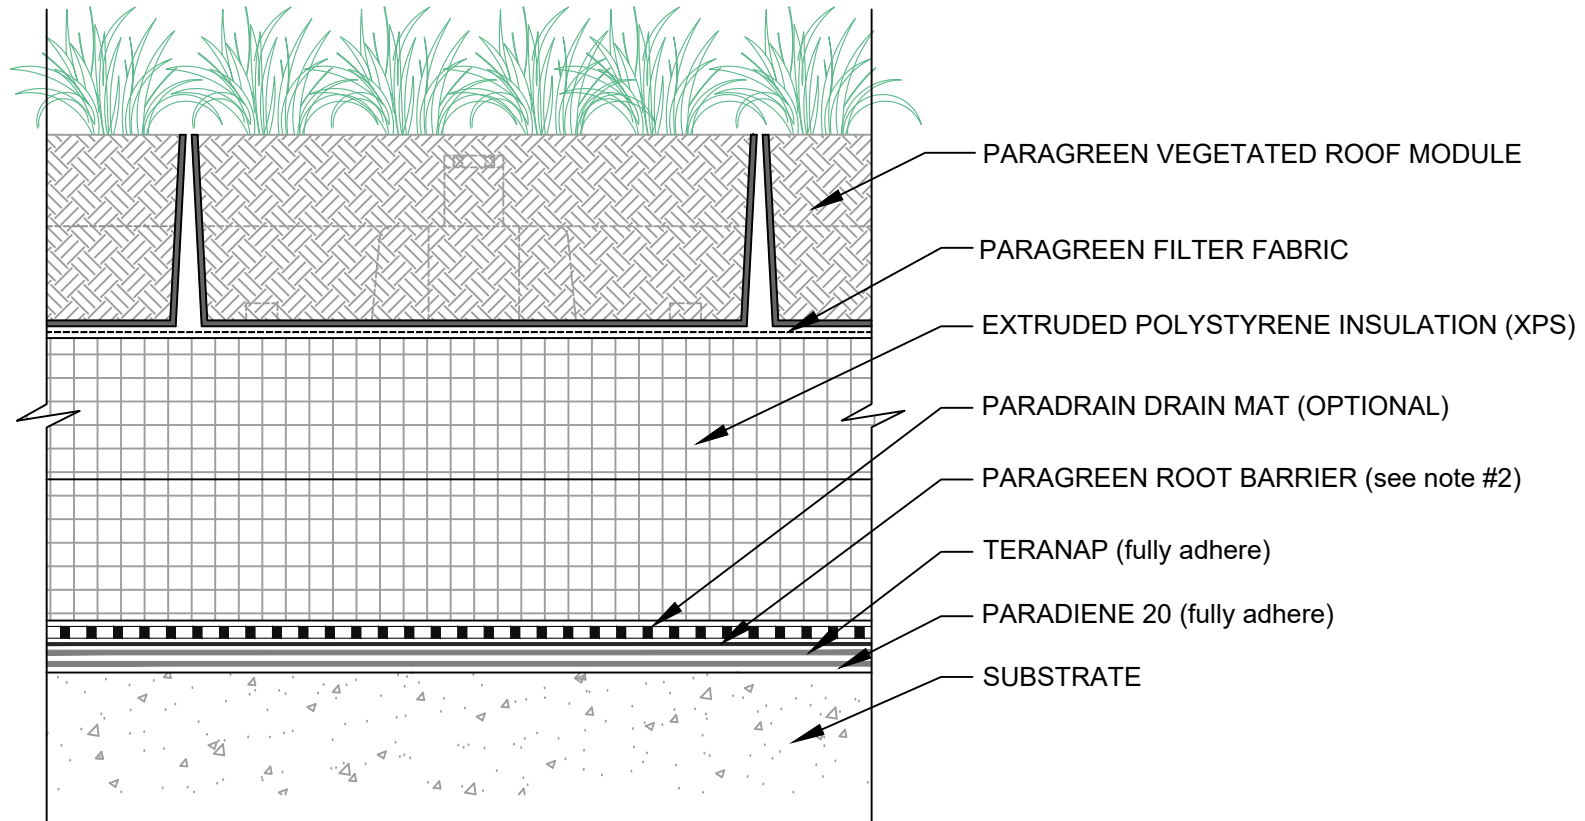 PARAGREEN VEGETATED ROOF MODULE
PARAGREEN FILTER FABRIC
EXTRUDED POLYSTYRENE INSULATION (XPS)
PARADRAIN DRAIN MAT (OPTIONAL)
PARAGREEN ROOT BARRIER (see note #2)
TERANAP (fully adhere)
PARADIENE 20 (fully adhere)
SUBSTRATE